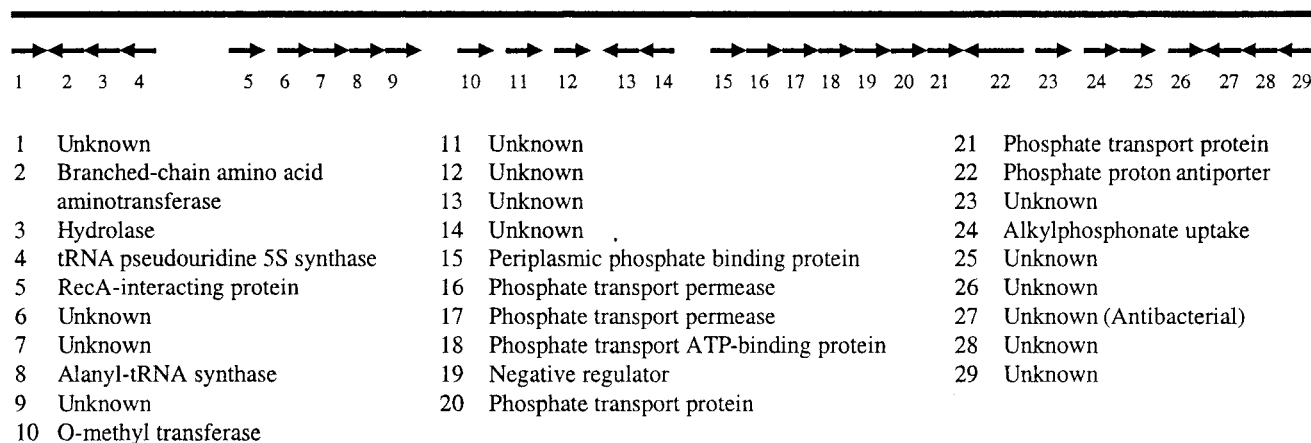 1 2 3 4 5 6 7 8 9 10 11 12 13 14 15 16 17 18 19 20 21 22 23 24 25 26 27 28 29
1 Unknown
2 Branched-chain amino acid
aminotransferase
3 Hydrolase
4 tRNA pseudouridine 5S synthase
5 RecA-interacting protein
6 Unknown
7 Unknown
8 Alanyl-tRNA synthase
9 Unknown
10 O-methyl transferase
11 Unknown
12 Unknown
13 Unknown
14 Unknown
15 Periplasmic phosphate binding protein
16 Phosphate transport permease
17 Phosphate transport permease
18 Phosphate transport ATP-binding protein
19 Negative regulator
20 Phosphate transport protein
21 Phosphate transport protein
22 Phosphate proton antiporter
23 Unknown
24 Alkylphosphonate uptake
25 Unknown
26 Unknown
27 Unknown (Antibacterial)
28 Unknown
29 Unknown